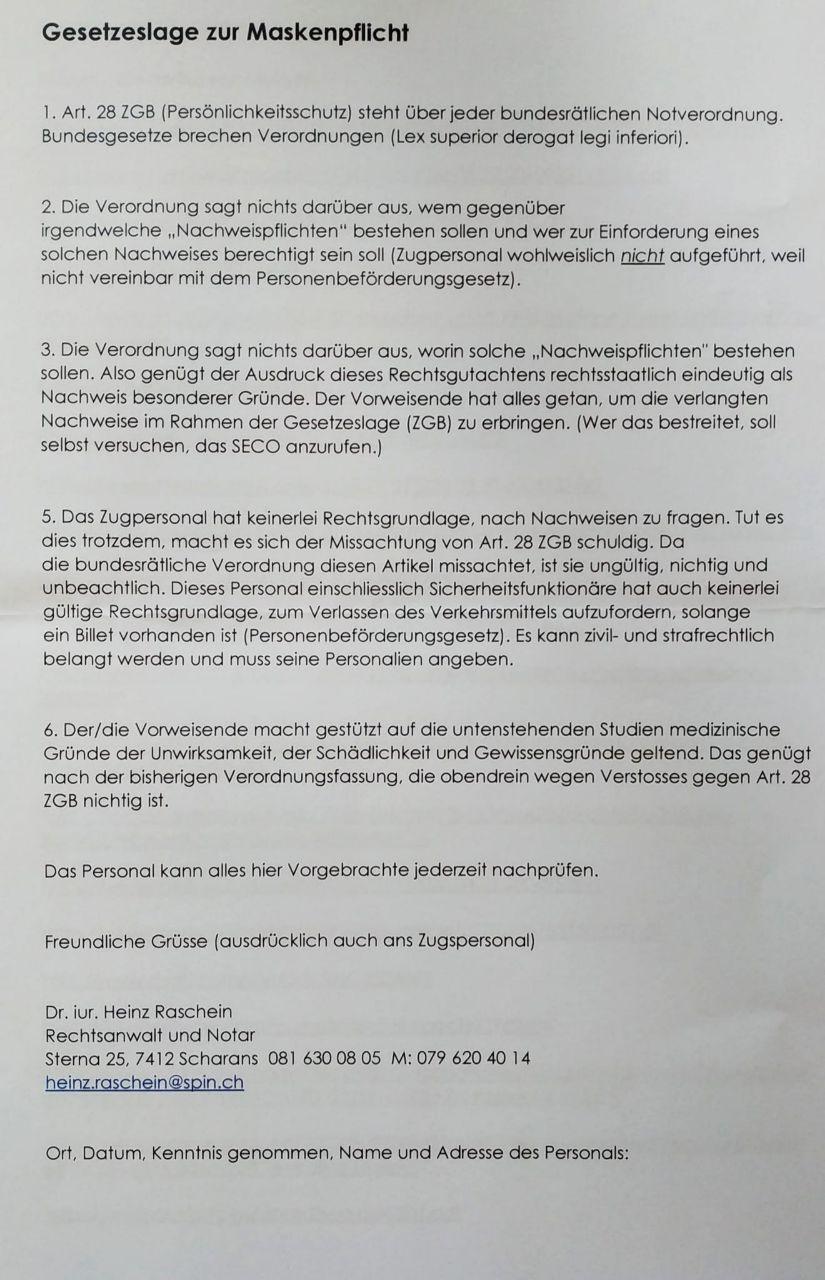 Gesetzeslage zur Maskenpflicht
1. Art. 28 ZGB (Persönlichkeitsschutz) steht über jeder bundesrätlichen Notverordnung.
Bundesgesetze brechen Verordnungen (Lex superior derogat legi inferiori).
2. Die Verordnung sagt nichts darüber aus, wem gegenüber
irgendwelche „Nachweispflichten" bestehen sollen und wer zur Einforderung eines
solchen Nachweises berechtigt sein soll (Zugpersonal wohlweislich nicht aufgeführt, weil
nicht vereinbar mit dem Personenbeförderungsgesetz).
3. Die Verordnung sagt nichts darüber aus, worin solche „Nachweispflichten" bestehen
sollen. Also genügt der Ausdruck dieses Rechtsgutachtens rechtsstaatlich eindeutig als
Nachweis besonderer Gründe. Der Vorweisende hat alles getan, um die verlangten
Nachweise im Rahmen der Gesetzeslage (ZGB) zu erbringen. (Wer das bestreitet, soll
selbst versuchen, das SECO anzurufen.)
5. Das Zugpersonal hat keinerlei Rechtsgrundlage, nach Nachweisen zu fragen. Tut es
dies trotzdem, macht es sich der Missachtung von Art. 28 ZGB schuldig. Da
die bundesrätliche Verordnung diesen Artikel missachtet, ist sie ungültig, nichtig und
unbeachtlich. Dieses Personal einschliesslich Sicherheitsfunktionäre hat auch keinerlei
gültige Rechtsgrundlage, zum Verlassen des Verkehrsmittels aufzufordern, solange
ein Billet vorhanden ist (Personenbeförderungsgesetz). Es kann zivil- und strafrechtlich
belangt werden und muss seine Personalien angeben.
6. Der/die Vorweisende macht gestützt auf die untenstehenden Studien medizinische
Gründe der Unwirksamkeit, der Schädlichkeit und Gewissensgründe geltend. Das genügt
nach der bisherigen Verordnungsfassung, die obendrein wegen Verstosses gegen Art. 28
ZGB nichtig ist.
Das Personal kann alles hier Vorgebrachte jederzeit nachprüfen.
Freundliche Grüsse (ausdrücklich auch ans Zugspersonal)
Dr. iur. Heinz Raschein
Rechtsanwalt und Notar
Sterna 25, 7412 Scharans 081 630 08 05 M: 079 620 40 14
heinz.raschein@spin.ch
Ort, Datum, Kenntnis genommen, Name und Adresse des Personals: